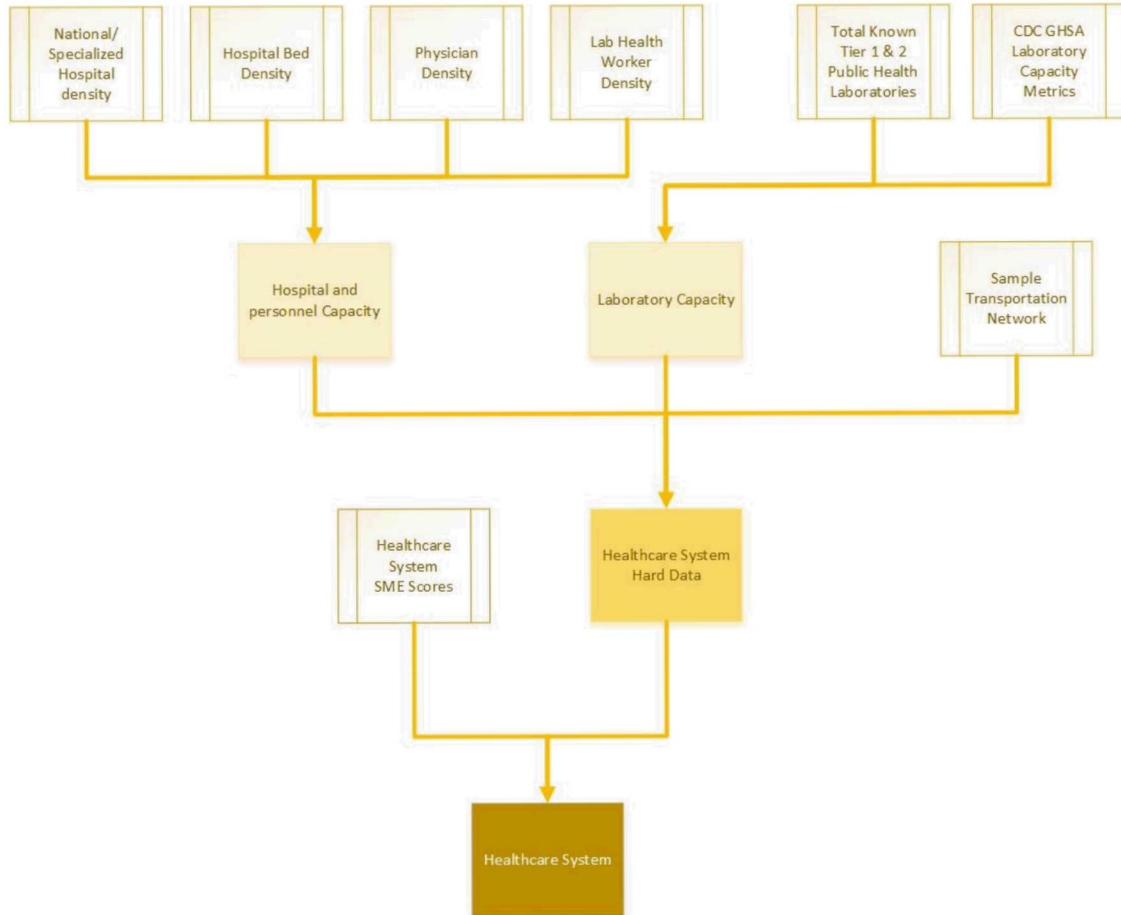 National/
Specialized
Hospital
density
Hospital Bed
Density
Physician
Density
Lab Health
Worker
Density
Total Known
Tier 1 & 2
Public Health
Laboratories
CDC GHSA
Laboratory
Capacity
Metrics
Hospital and
personnel Capacity
Laboratory Capacity
Sample
Transportation
Network
Healthcare
System
SME Scores
Healthcare System
Hard Data
Healthcare System